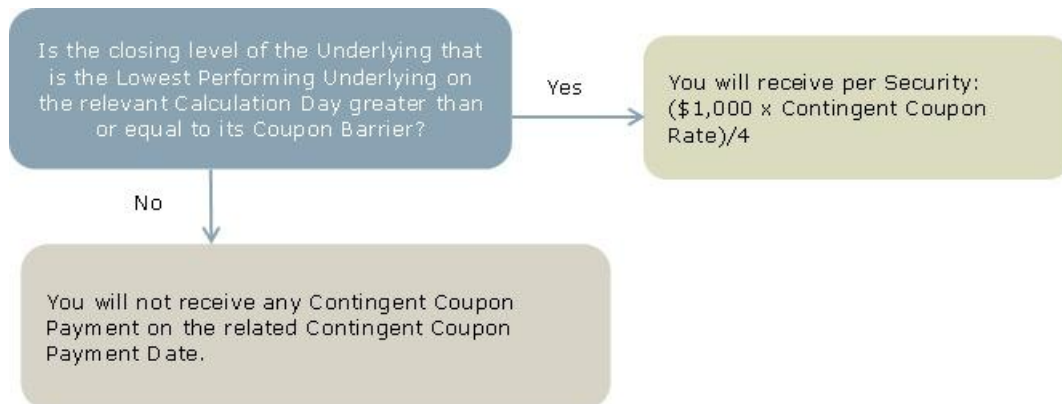 Is the closing level of the Underlying that
is the Lowest Performing Underlying on
the relevant Calculation Day greater than
or equal to its Coupon Barrier?
Yes
You will receive per Security:
($1,000 x Contingent Coupon
Rate)/4
No
You will not receive any Contingent Coupon
Payment on the related Contingent Coupon
Payment Date.